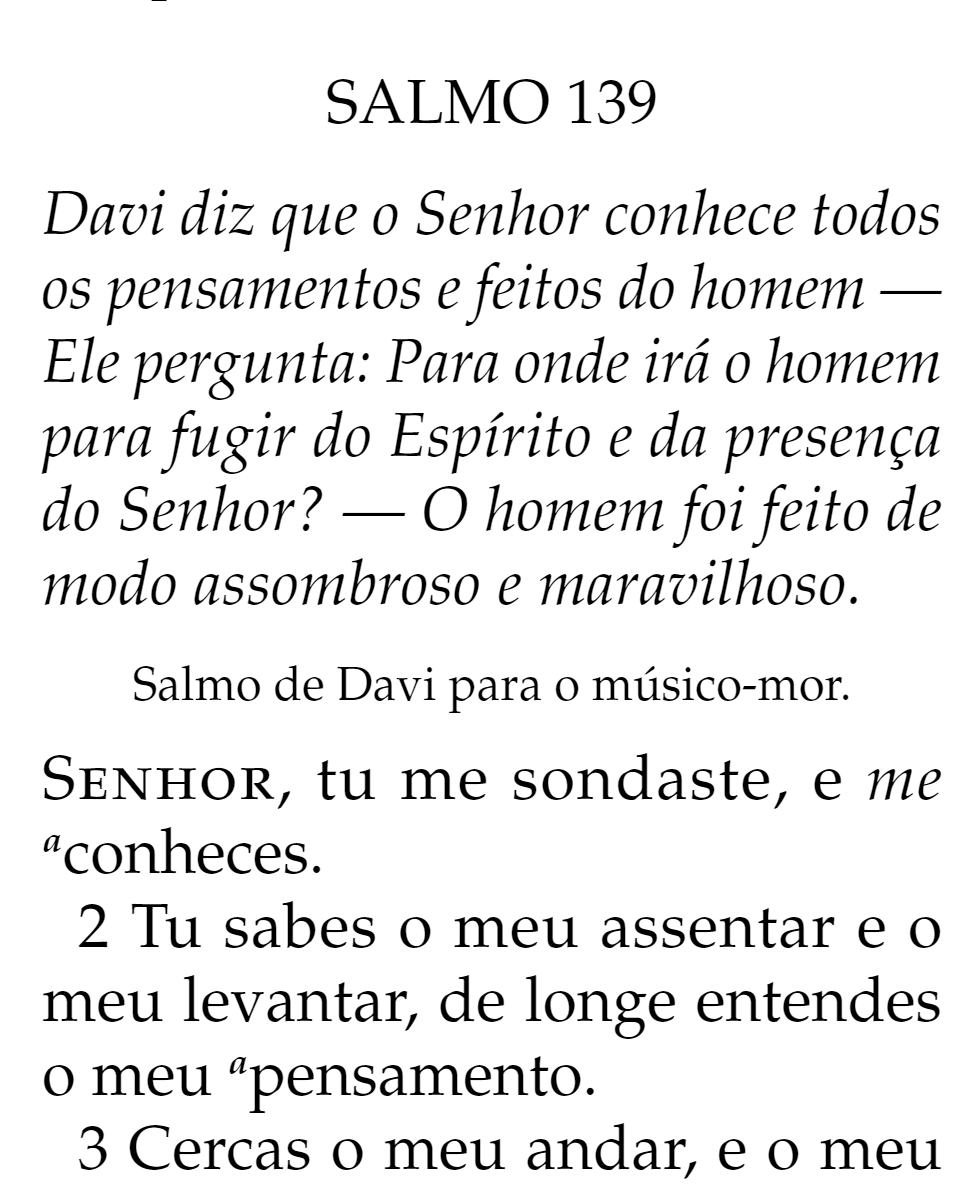 SALMO 139
Davi diz que o Senhor conhece todos
os pensamentos e feitos do homem —
Ele pergunta: Para onde irá o homem
para fugir do Espírito e da presença
do Senhor? — O homem foi feito de
modo assombroso e maravilhoso.
Salmo de Davi para o músico-mor.
SENHOR, tu me sondaste, e me
aconheces.
2 Tu sabes o meu assentar e o
meu levantar, de longe entendes
o meu apensamento.
3 Cercas o meu andar, e o meu